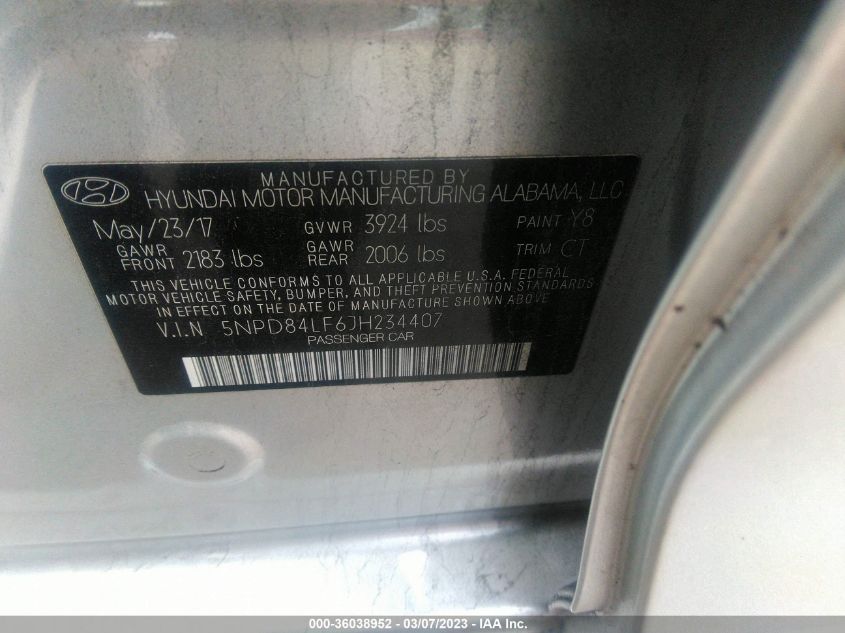 MANUFACTURED BY
HYUNDAI MOTOR MANUFACTURING ALABAMA, LLC
May/23/17 GVWR 3924 lbs PAINT Y8
GAWR FRONT 2183 lbs GAWR REAR 2006 lbs TRIM CT
THIS VEHICLE CONFORMS TO ALL APPLICABLE U.S.A. FEDERAL
MOTOR VEHICLE SAFETY, BUMPER, AND THEFT PREVENTION STANDARDS
IN EFFECT ON THE DATE OF MANUFACTURE SHOWN ABOVE.
V.I.N 5NPD84LF6JH234407
PASSENGER CAR
000-36038952 - 03/07/2023 - IAA Inc.